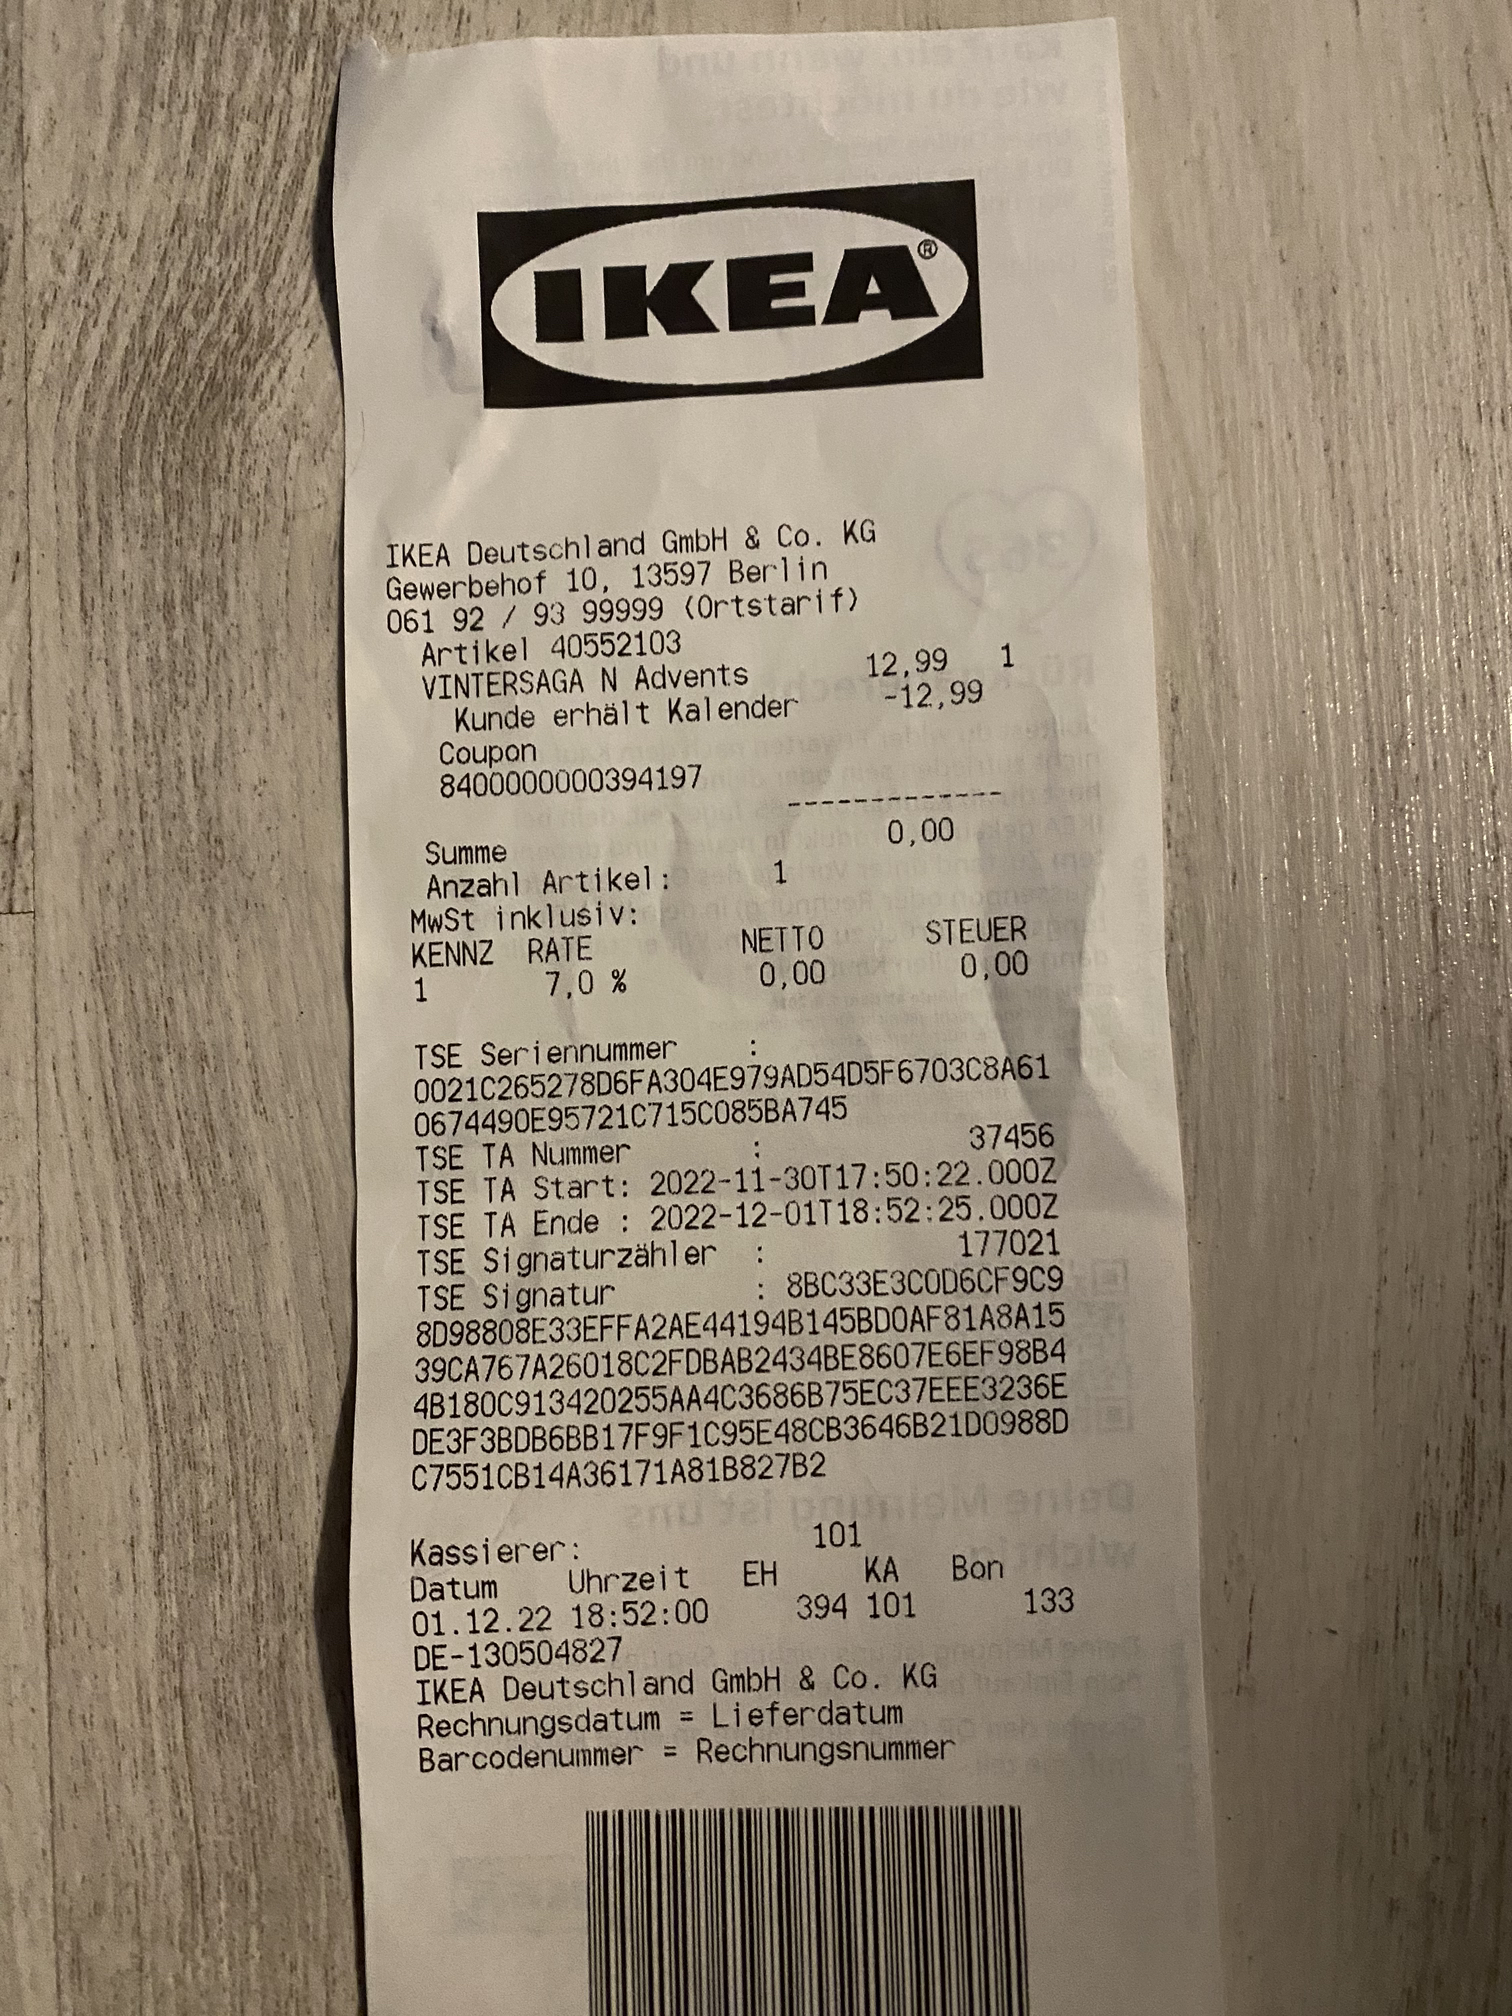 IKEA®
IKEA Deutschland GmbH & Co. KG
Gewerbehof 10, 13597 Berlin
061 92 / 93 99999 (Ortstarif)
Artikel 40552103
VINTERSAGA N Advents 12,99 1
Kunde erhält Kalender -12,99
Coupon
8400000000394197
-------------
Summe 0,00
Anzahl Artikel: 1
MwSt inklusiv:
KENNZ RATE NETTO STEUER
1 7,0 % 0,00 0,00
TSE Seriennummer :
0021C265278D6FA304E979AD54D5F6703C8A61
0674490E95721C715C085BA745
TSE TA Nummer : 37456
TSE TA Start: 2022-11-30T17:50:22.000Z
TSE TA Ende : 2022-12-01T18:52:25.000Z
TSE Signaturzähler : 177021
TSE Signatur : 8BC33E3C0D6CF9C9
8D98808E33EFFA2AE44194B145BD0AF81A8A15
39CA767A26018C2FDBAB2434BE8607E6EF98B4
4B180C913420255AA4C3686B75EC37EEE3236E
DE3F3BDB6BB17F9F1C95E48CB3646B21D0988D
C7551CB14A36171A81B827B2
Kassierer: 101
Datum Uhrzeit EH KA Bon
01.12.22 18:52:00 394 101 133
DE-130504827
IKEA Deutschland GmbH & Co. KG
Rechnungsdatum = Lieferdatum
Barcodenummer = Rechnungsnummer